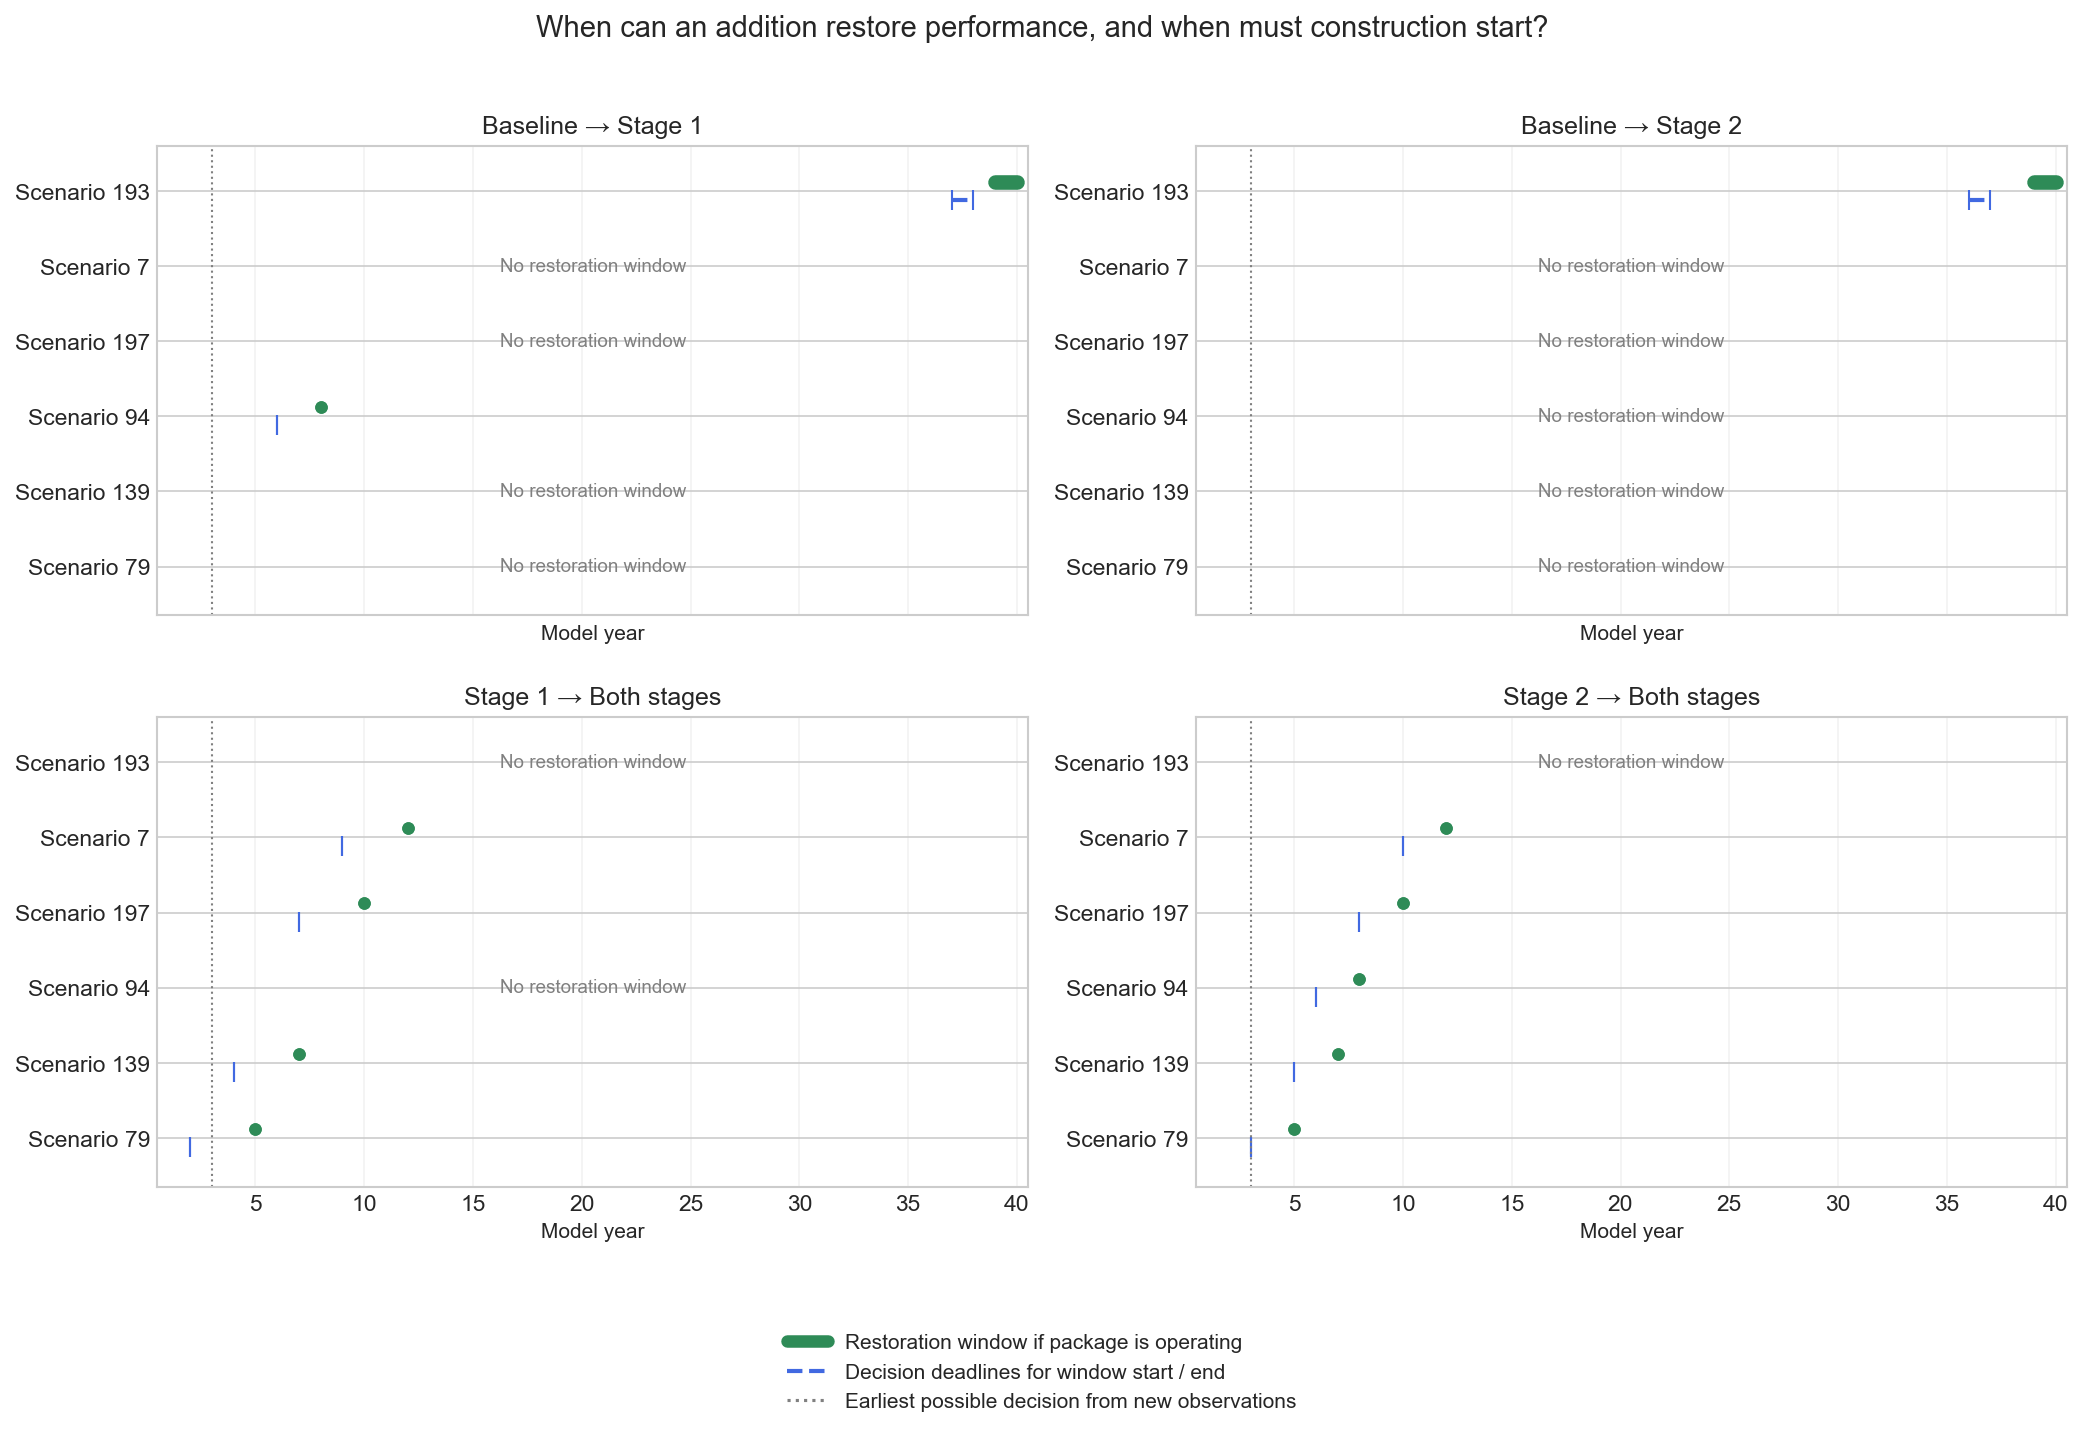 When can an addition restore performance, and when must construction start?
Baseline → Stage 1
Scenario 193
Scenario 7
No restoration window
Scenario 197
No restoration window
Scenario 94
Scenario 139
No restoration window
Scenario 79
No restoration window
Model year
Baseline → Stage 2
Scenario 193
Scenario 7
No restoration window
Scenario 197
No restoration window
Scenario 94
No restoration window
Scenario 139
No restoration window
Scenario 79
No restoration window
Model year
Stage 1 → Both stages
Scenario 193
No restoration window
Scenario 7
Scenario 197
Scenario 94
No restoration window
Scenario 139
Scenario 79
5 10 15 20 25 30 35 40
Model year
Stage 2 → Both stages
Scenario 193
No restoration window
Scenario 7
Scenario 197
Scenario 94
Scenario 139
Scenario 79
5 10 15 20 25 30 35 40
Model year
Restoration window if package is operating
Decision deadlines for window start / end
Earliest possible decision from new observations